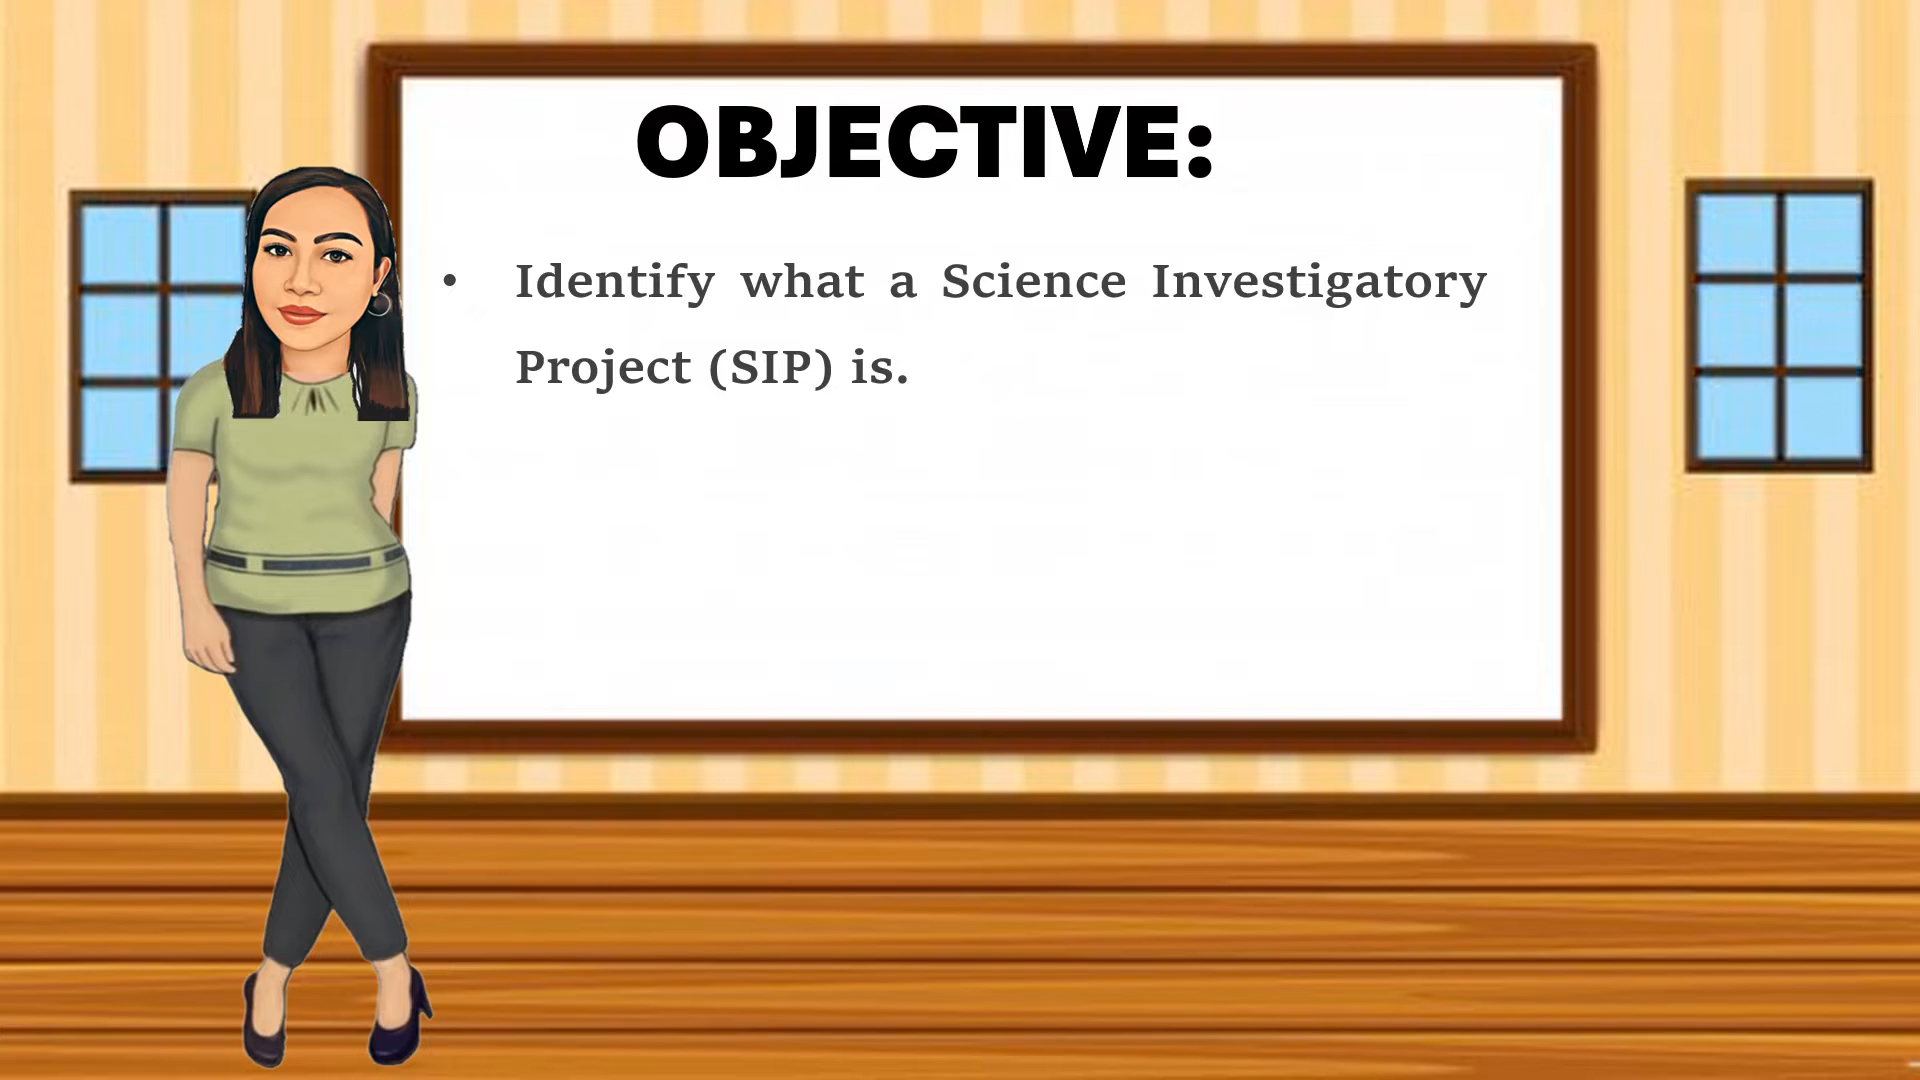 OBJECTIVE:
• Identify what a Science Investigatory
Project (SIP) is.